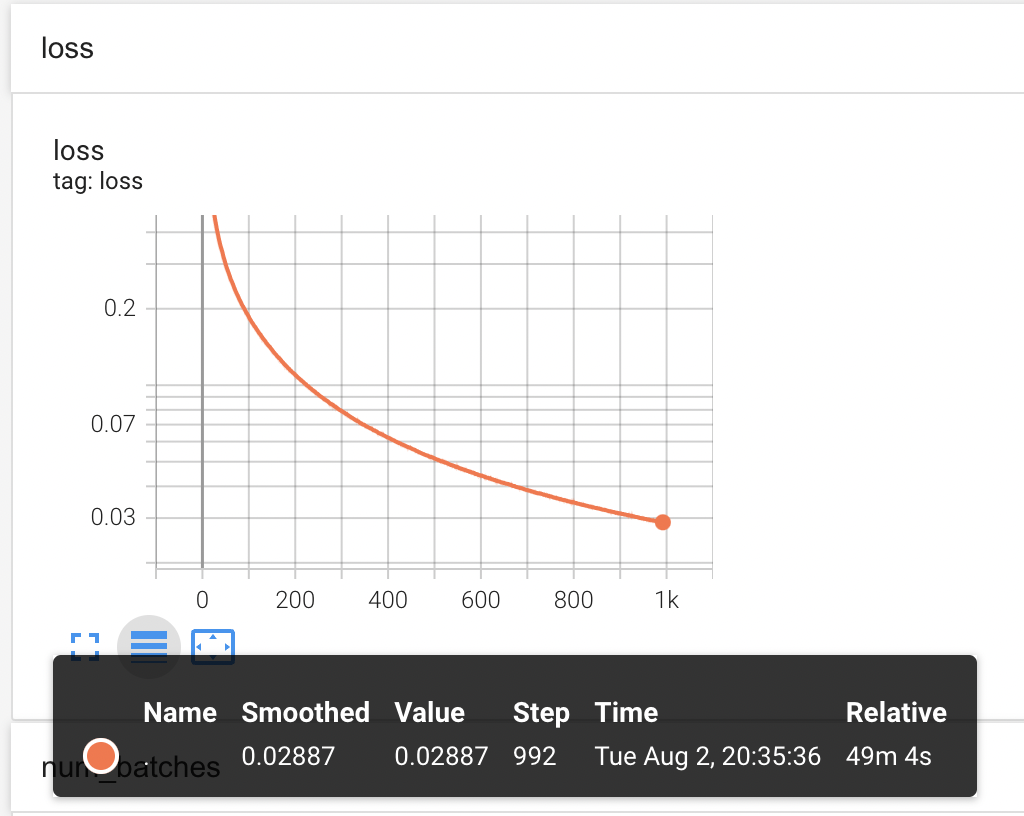 loss
loss
tag: loss
0.2
0.07
0.03
0 200 400 600 800 1k
Name Smoothed Value Step Time Relative
. 0.02887 0.02887 992 Tue Aug 2, 20:35:36 49m 4s
num_batches